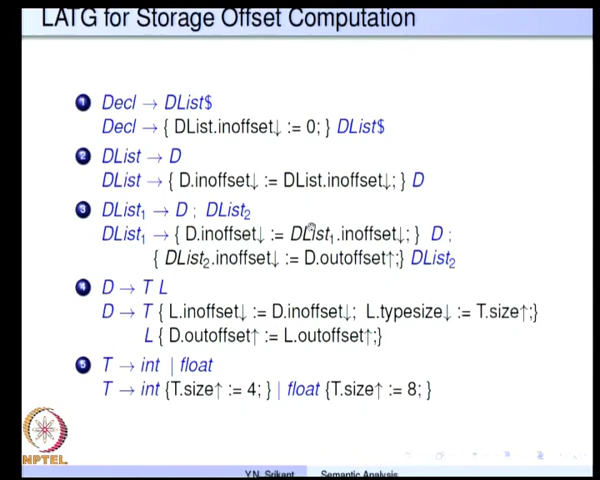 LATG for Storage Offset Computation
1 Decl → DList$
Decl → { DList.inoffset↓ := 0; } DList$
2 DList → D
DList → { D.inoffset↓ := DList.inoffset↓; } D
3 DList₁ → D ; DList₂
DList₁ → { D.inoffset↓ := DList₁.inoffset↓; } D ;
{ DList₂.inoffset↓ := D.outoffset↑;} DList₂
4 D → T L
D → T { L.inoffset↓ := D.inoffset↓; L.typesize↓ := T.size↑;}
L { D.outoffset↑ := L.outoffset↑;}
5 T → int | float
T → int {T.size↑ := 4; } | float {T.size↑ := 8; }
NPTEL
Y.N. Srikant Semantic Analysis